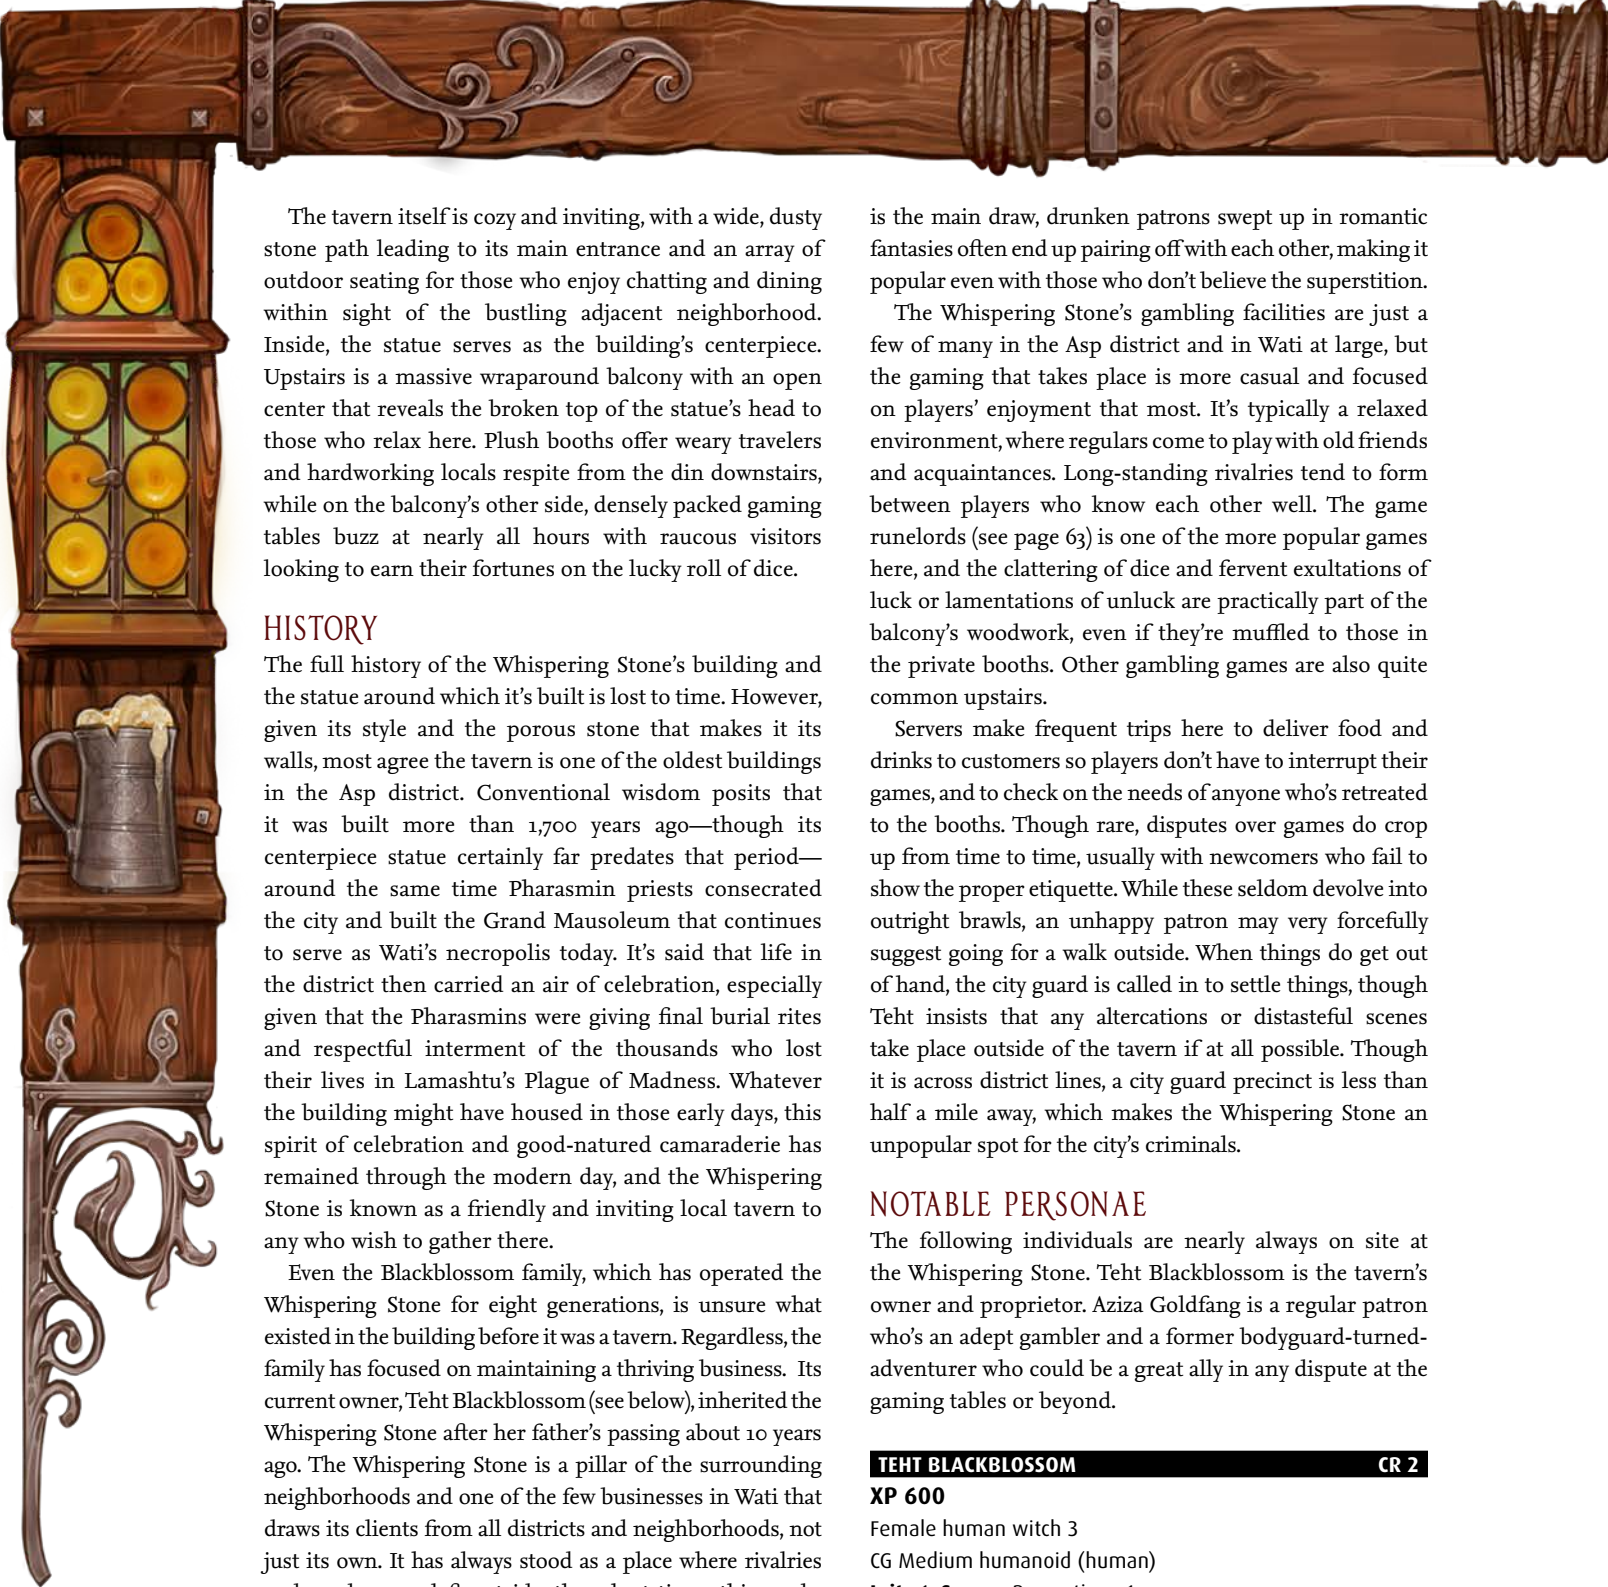 The tavern itself is cozy and inviting, with a wide, dusty
stone path leading to its main entrance and an array of
outdoor seating for those who enjoy chatting and dining
within sight of the bustling adjacent neighborhood.
Inside, the statue serves as the building's centerpiece.
Upstairs is a massive wraparound balcony with an open
center that reveals the broken top of the statue's head to
those who relax here. Plush booths offer weary travelers
and hardworking locals respite from the din downstairs,
while on the balcony's other side, densely packed gaming
tables buzz at nearly all hours with raucous visitors
looking to earn their fortunes on the lucky roll of dice.
HISTORY
The full history of the Whispering Stone's building and
the statue around which it's built is lost to time. However,
given its style and the porous stone that makes it its
walls, most agree the tavern is one of the oldest buildings
in the Asp district. Conventional wisdom posits that
it was built more than 1,700 years ago—though its
centerpiece statue certainly far predates that period—
around the same time Pharasmin priests consecrated
the city and built the Grand Mausoleum that continues
to serve as Wati's necropolis today. It's said that life in
the district then carried an air of celebration, especially
given that the Pharasmins were giving final burial rites
and respectful interment of the thousands who lost
their lives in Lamashtu's Plague of Madness. Whatever
the building might have housed in those early days, this
spirit of celebration and good-natured camaraderie has
remained through the modern day, and the Whispering
Stone is known as a friendly and inviting local tavern to
any who wish to gather there.
Even the Blackblossom family, which has operated the
Whispering Stone for eight generations, is unsure what
existed in the building before it was a tavern. Regardless, the
family has focused on maintaining a thriving business. Its
current owner, Teht Blackblossom (see below), inherited the
Whispering Stone after her father's passing about 10 years
ago. The Whispering Stone is a pillar of the surrounding
neighborhoods and one of the few businesses in Wati that
draws its clients from all districts and neighborhoods, not
just its own. It has always stood as a place where rivalries
is the main draw, drunken patrons swept up in romantic
fantasies often end up pairing off with each other, making it
popular even with those who don't believe the superstition.
The Whispering Stone's gambling facilities are just a
few of many in the Asp district and in Wati at large, but
the gaming that takes place is more casual and focused
on players' enjoyment that most. It's typically a relaxed
environment, where regulars come to play with old friends
and acquaintances. Long-standing rivalries tend to form
between players who know each other well. The game
runelords (see page 63) is one of the more popular games
here, and the clattering of dice and fervent exultations of
luck or lamentations of unluck are practically part of the
balcony's woodwork, even if they're muffled to those in
the private booths. Other gambling games are also quite
common upstairs.
Servers make frequent trips here to deliver food and
drinks to customers so players don't have to interrupt their
games, and to check on the needs of anyone who's retreated
to the booths. Though rare, disputes over games do crop
up from time to time, usually with newcomers who fail to
show the proper etiquette. While these seldom devolve into
outright brawls, an unhappy patron may very forcefully
suggest going for a walk outside. When things do get out
of hand, the city guard is called in to settle things, though
Teht insists that any altercations or distasteful scenes
take place outside of the tavern if at all possible. Though
it is across district lines, a city guard precinct is less than
half a mile away, which makes the Whispering Stone an
unpopular spot for the city's criminals.
NOTABLE PERSONAE
The following individuals are nearly always on site at
the Whispering Stone. Teht Blackblossom is the tavern's
owner and proprietor. Aziza Goldfang is a regular patron
who's an adept gambler and a former bodyguard-turned-
adventurer who could be a great ally in any dispute at the
gaming tables or beyond.
TEHT BLACKBLOSSOM CR 2
XP 600
Female human witch 3
CG Medium humanoid (human)